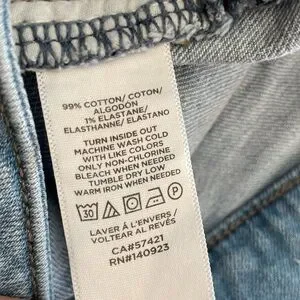 99% COTTON/ COTON/
ALGODÓN
1% ELASTANE/
ELASTHANNE/ ELASTANO
TURN INSIDE OUT
MACHINE WASH COLD
WITH LIKE COLORS
ONLY NON-CHLORINE
BLEACH WHEN NEEDED
TUMBLE DRY LOW
WARM IRON WHEN NEEDED
30 P
LAVER À L'ENVERS /
VOLTEAR AL REVÉS
CA#57421
RN#140923